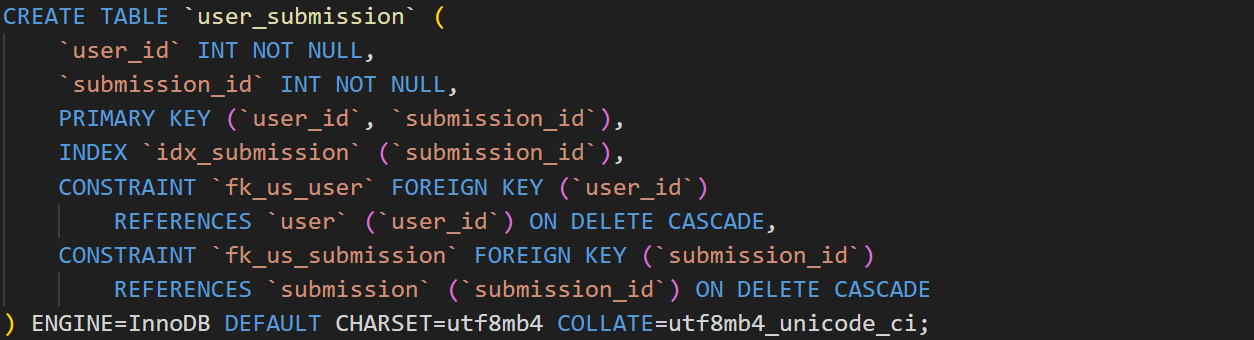 CREATE TABLE `user_submission` (
    `user_id` INT NOT NULL,
    `submission_id` INT NOT NULL,
    PRIMARY KEY (`user_id`, `submission_id`),
    INDEX `idx_submission` (`submission_id`),
    CONSTRAINT `fk_us_user` FOREIGN KEY (`user_id`)
        REFERENCES `user` (`user_id`) ON DELETE CASCADE,
    CONSTRAINT `fk_us_submission` FOREIGN KEY (`submission_id`)
        REFERENCES `submission` (`submission_id`) ON DELETE CASCADE
) ENGINE=InnoDB DEFAULT CHARSET=utf8mb4 COLLATE=utf8mb4_unicode_ci;